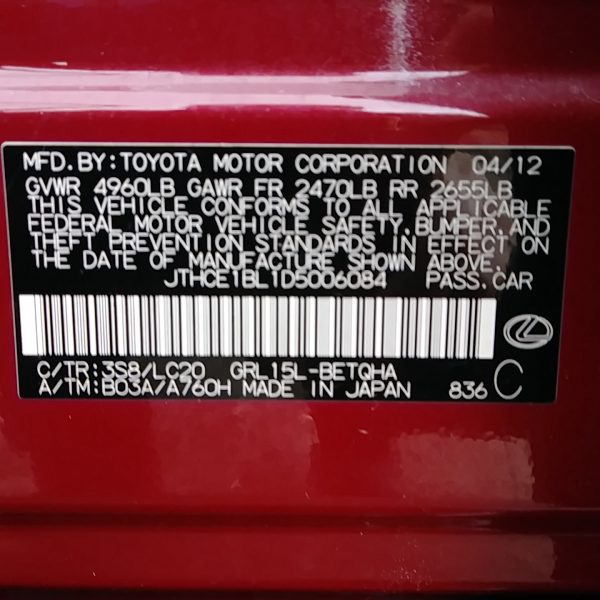 MFD.BY:TOYOTA MOTOR CORPORATION 04/12
GVWR 4960LB GAWR FR 2470LB RR 2655LB
THIS VEHICLE CONFORMS TO ALL APPLICABLE
FEDERAL MOTOR VEHICLE SAFETY,BUMPER,AND
THEFT PREVENTION STANDARDS IN EFFECT ON
THE DATE OF MANUFACTURE SHOWN ABOVE.
JTHCE1BL1D5006084 PASS.CAR
C/TR:3S8/LC20 GRL15L-BETQHA
A/TM:B03A/A760H MADE IN JAPAN 836 C